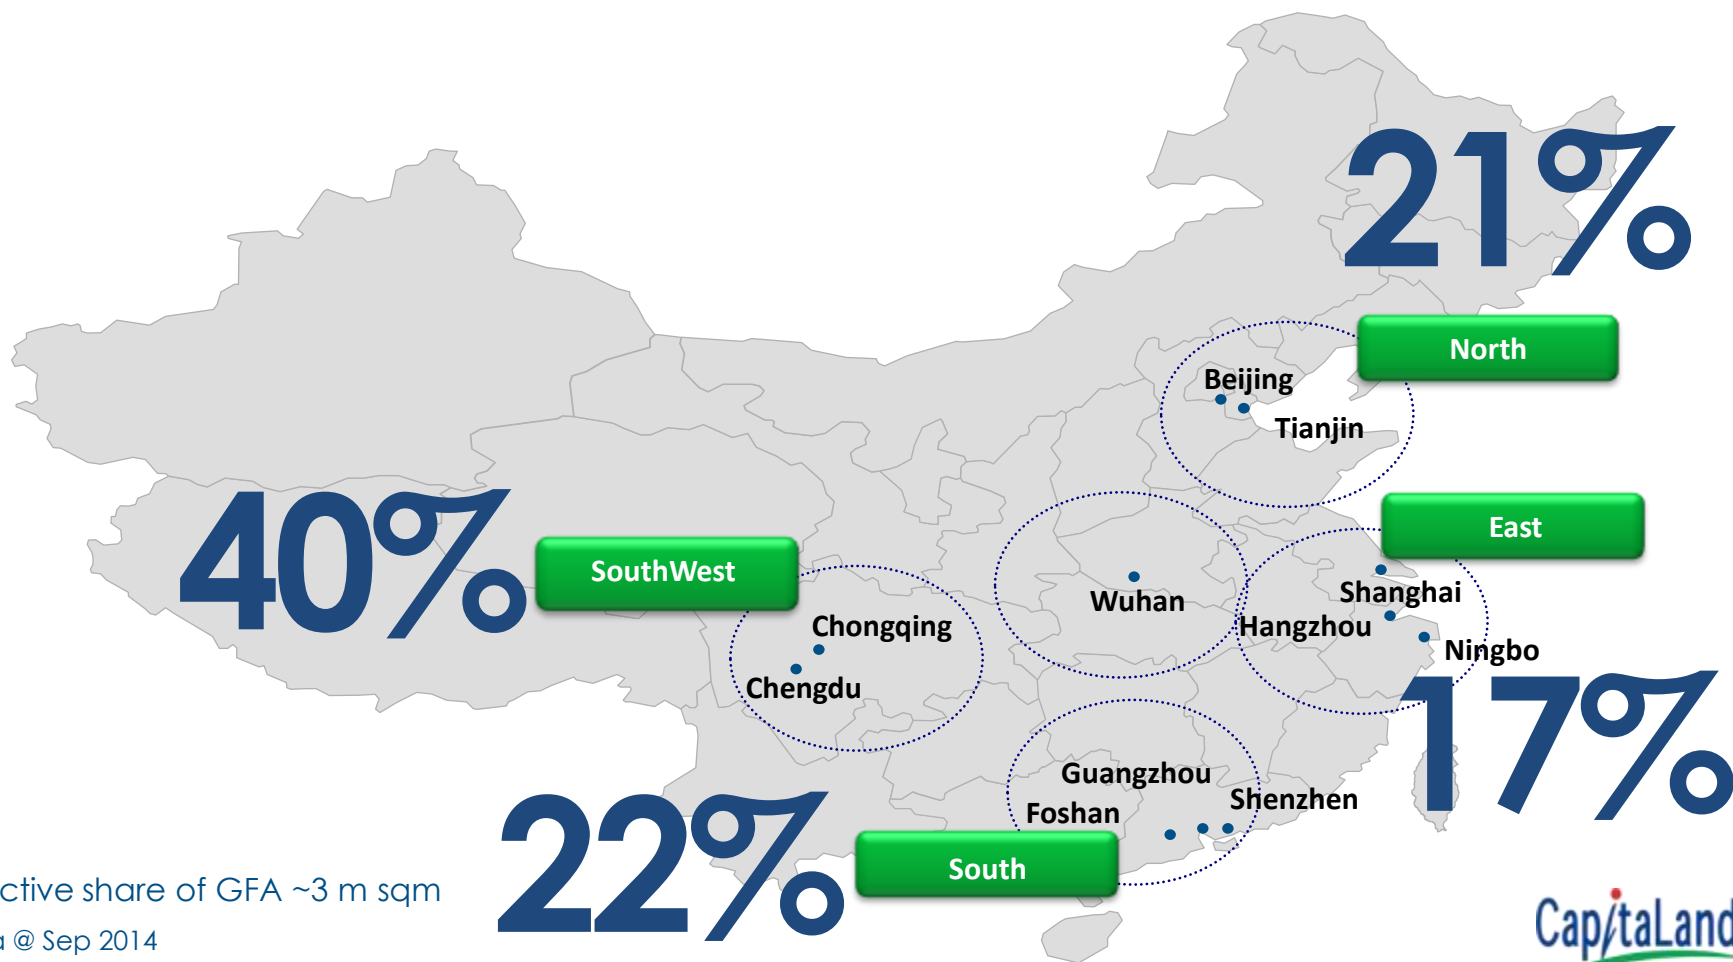 21%
North
Beijing
Tianjin
40%
East
SouthWest
Wuhan
Shanghai
Chongqing
Hangzhou
Ningbo
Chengdu
17%
Guangzhou
Shenzhen
Foshan
22%
South
ctive share of GFA ~3 m sqm
a @ Sep 2014
CapitaLand